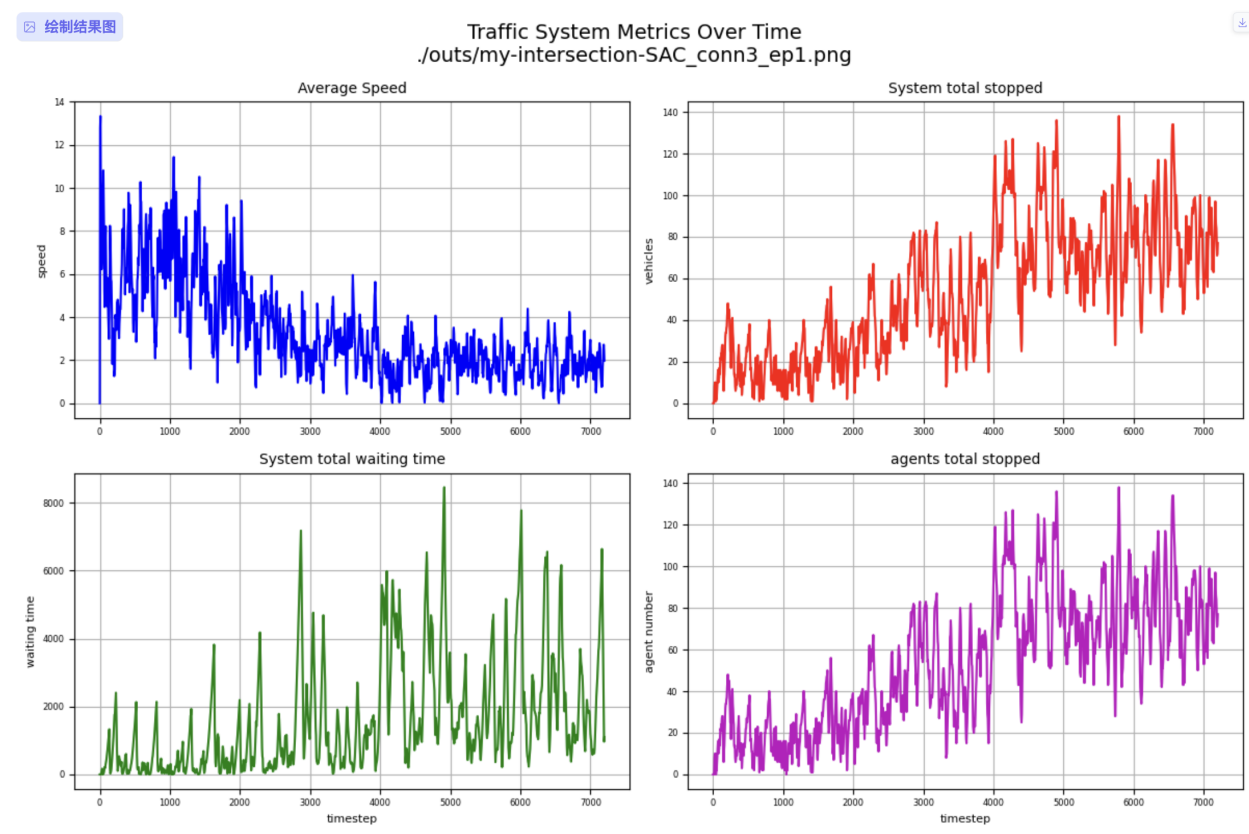 绘制结果图
Traffic System Metrics Over Time
./outs/my-intersection-SAC_conn3_ep1.png
Average Speed
14
12
10
8
6
4
2
0
speed
0 1000 2000 3000 4000 5000 6000 7000
System total stopped
140
120
100
80
60
40
20
0
vehicles
0 1000 2000 3000 4000 5000 6000 7000
System total waiting time
8000
6000
4000
2000
0
waiting time
0 1000 2000 3000 4000 5000 6000 7000
timestep
agents total stopped
140
120
100
80
60
40
20
0
agent number
0 1000 2000 3000 4000 5000 6000 7000
timestep